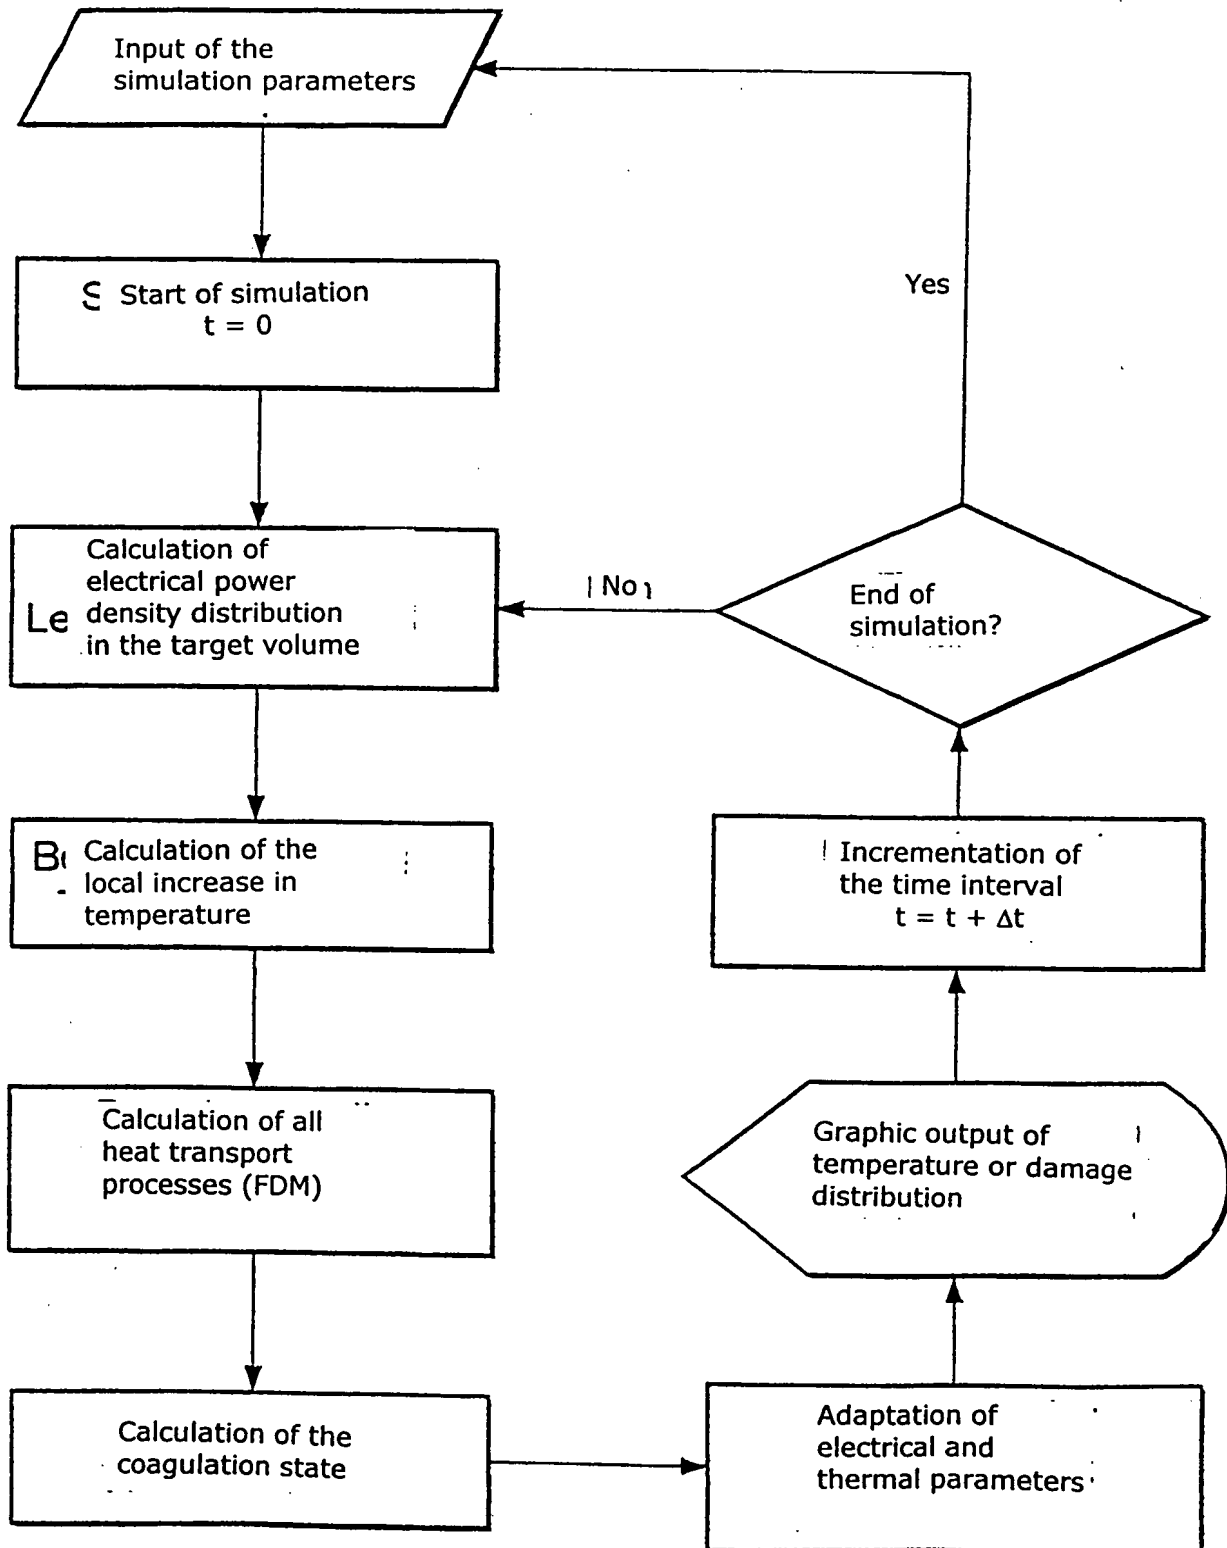 Input of the
simulation parameters
S Start of simulation
t = 0
Yes
Calculation of
electrical power
Le density distribution
in the target volume
No
End of
simulation?
B Calculation of the
local increase in
temperature
Incrementation of
the time interval
t = t + Δt
Calculation of all
heat transport
processes (FDM)
Graphic output of
temperature or damage
distribution
Calculation of the
coagulation state
Adaptation of
electrical and
thermal parameters